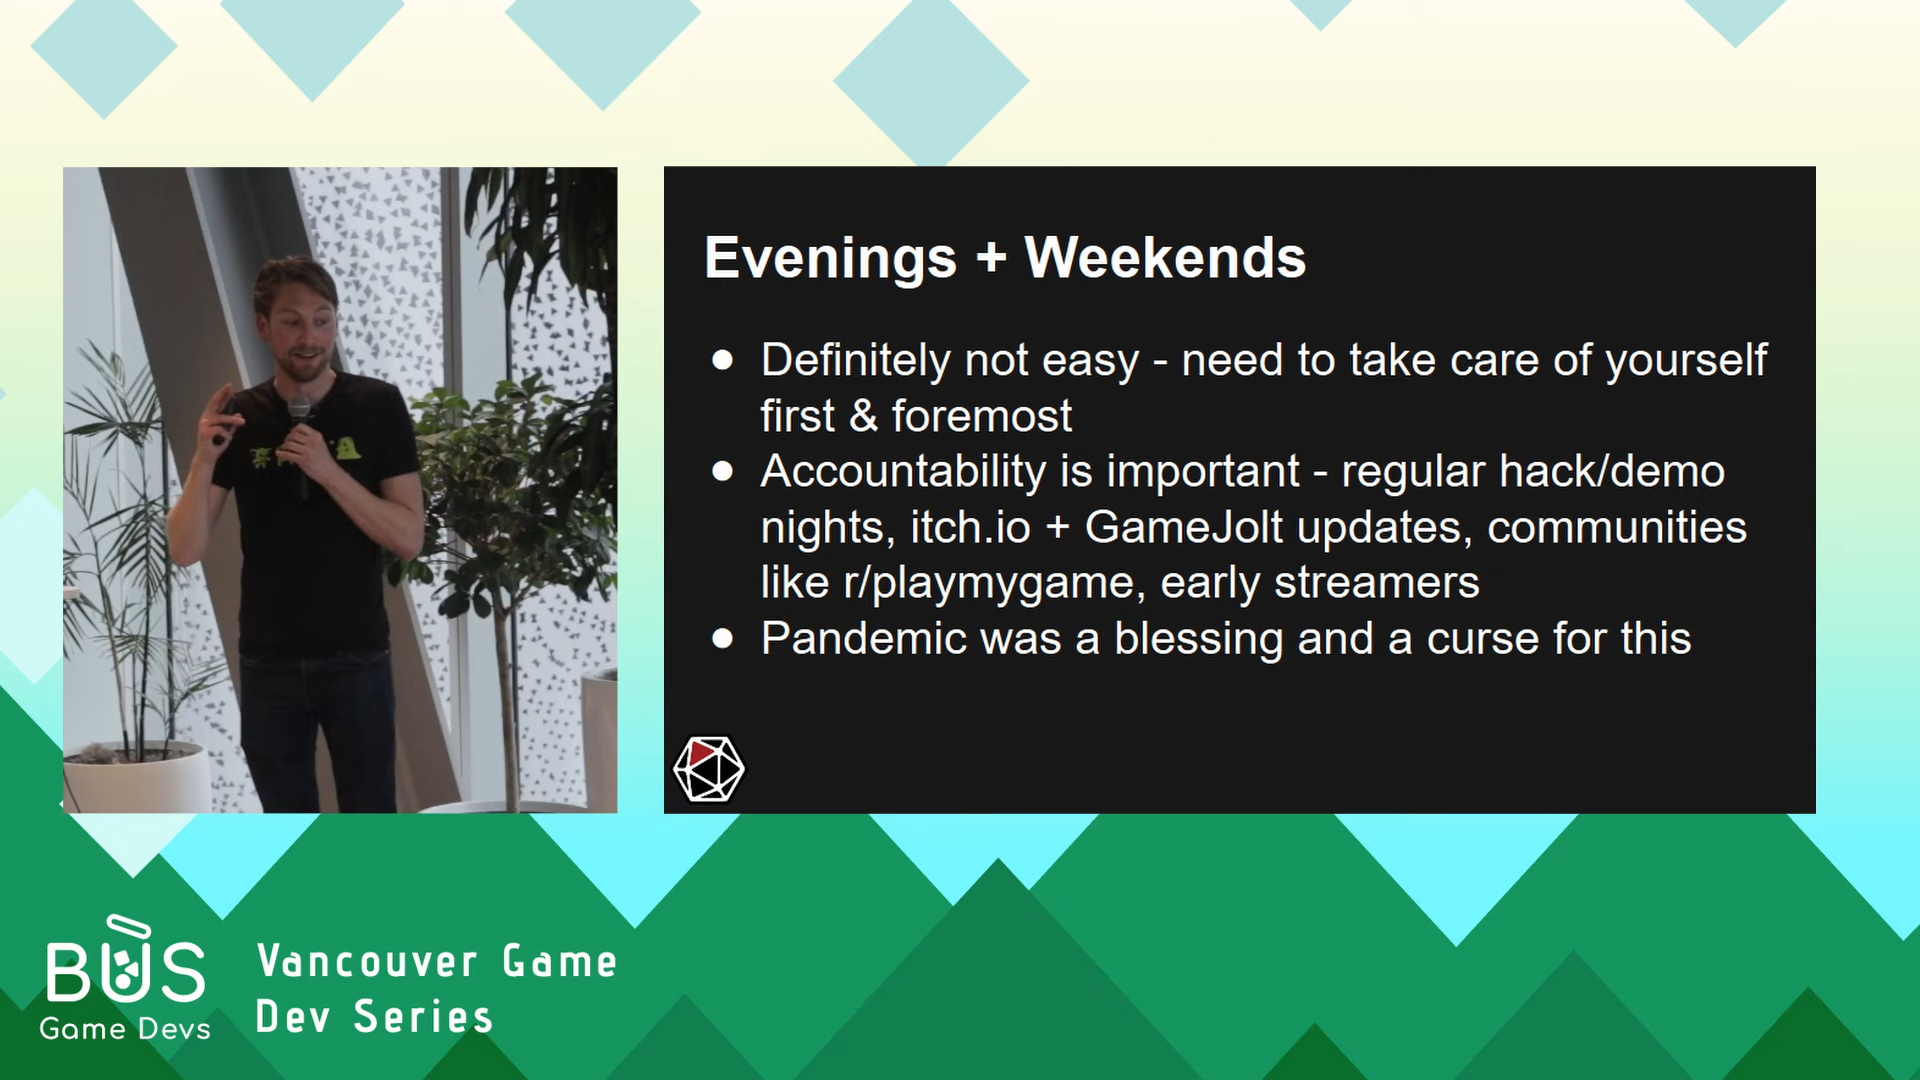 Evenings + Weekends
● Definitely not easy - need to take care of yourself
first & foremost
● Accountability is important - regular hack/demo
nights, itch.io + GameJolt updates, communities
like r/playmygame, early streamers
● Pandemic was a blessing and a curse for this
BUS
Game Devs
Vancouver Game
Dev Series